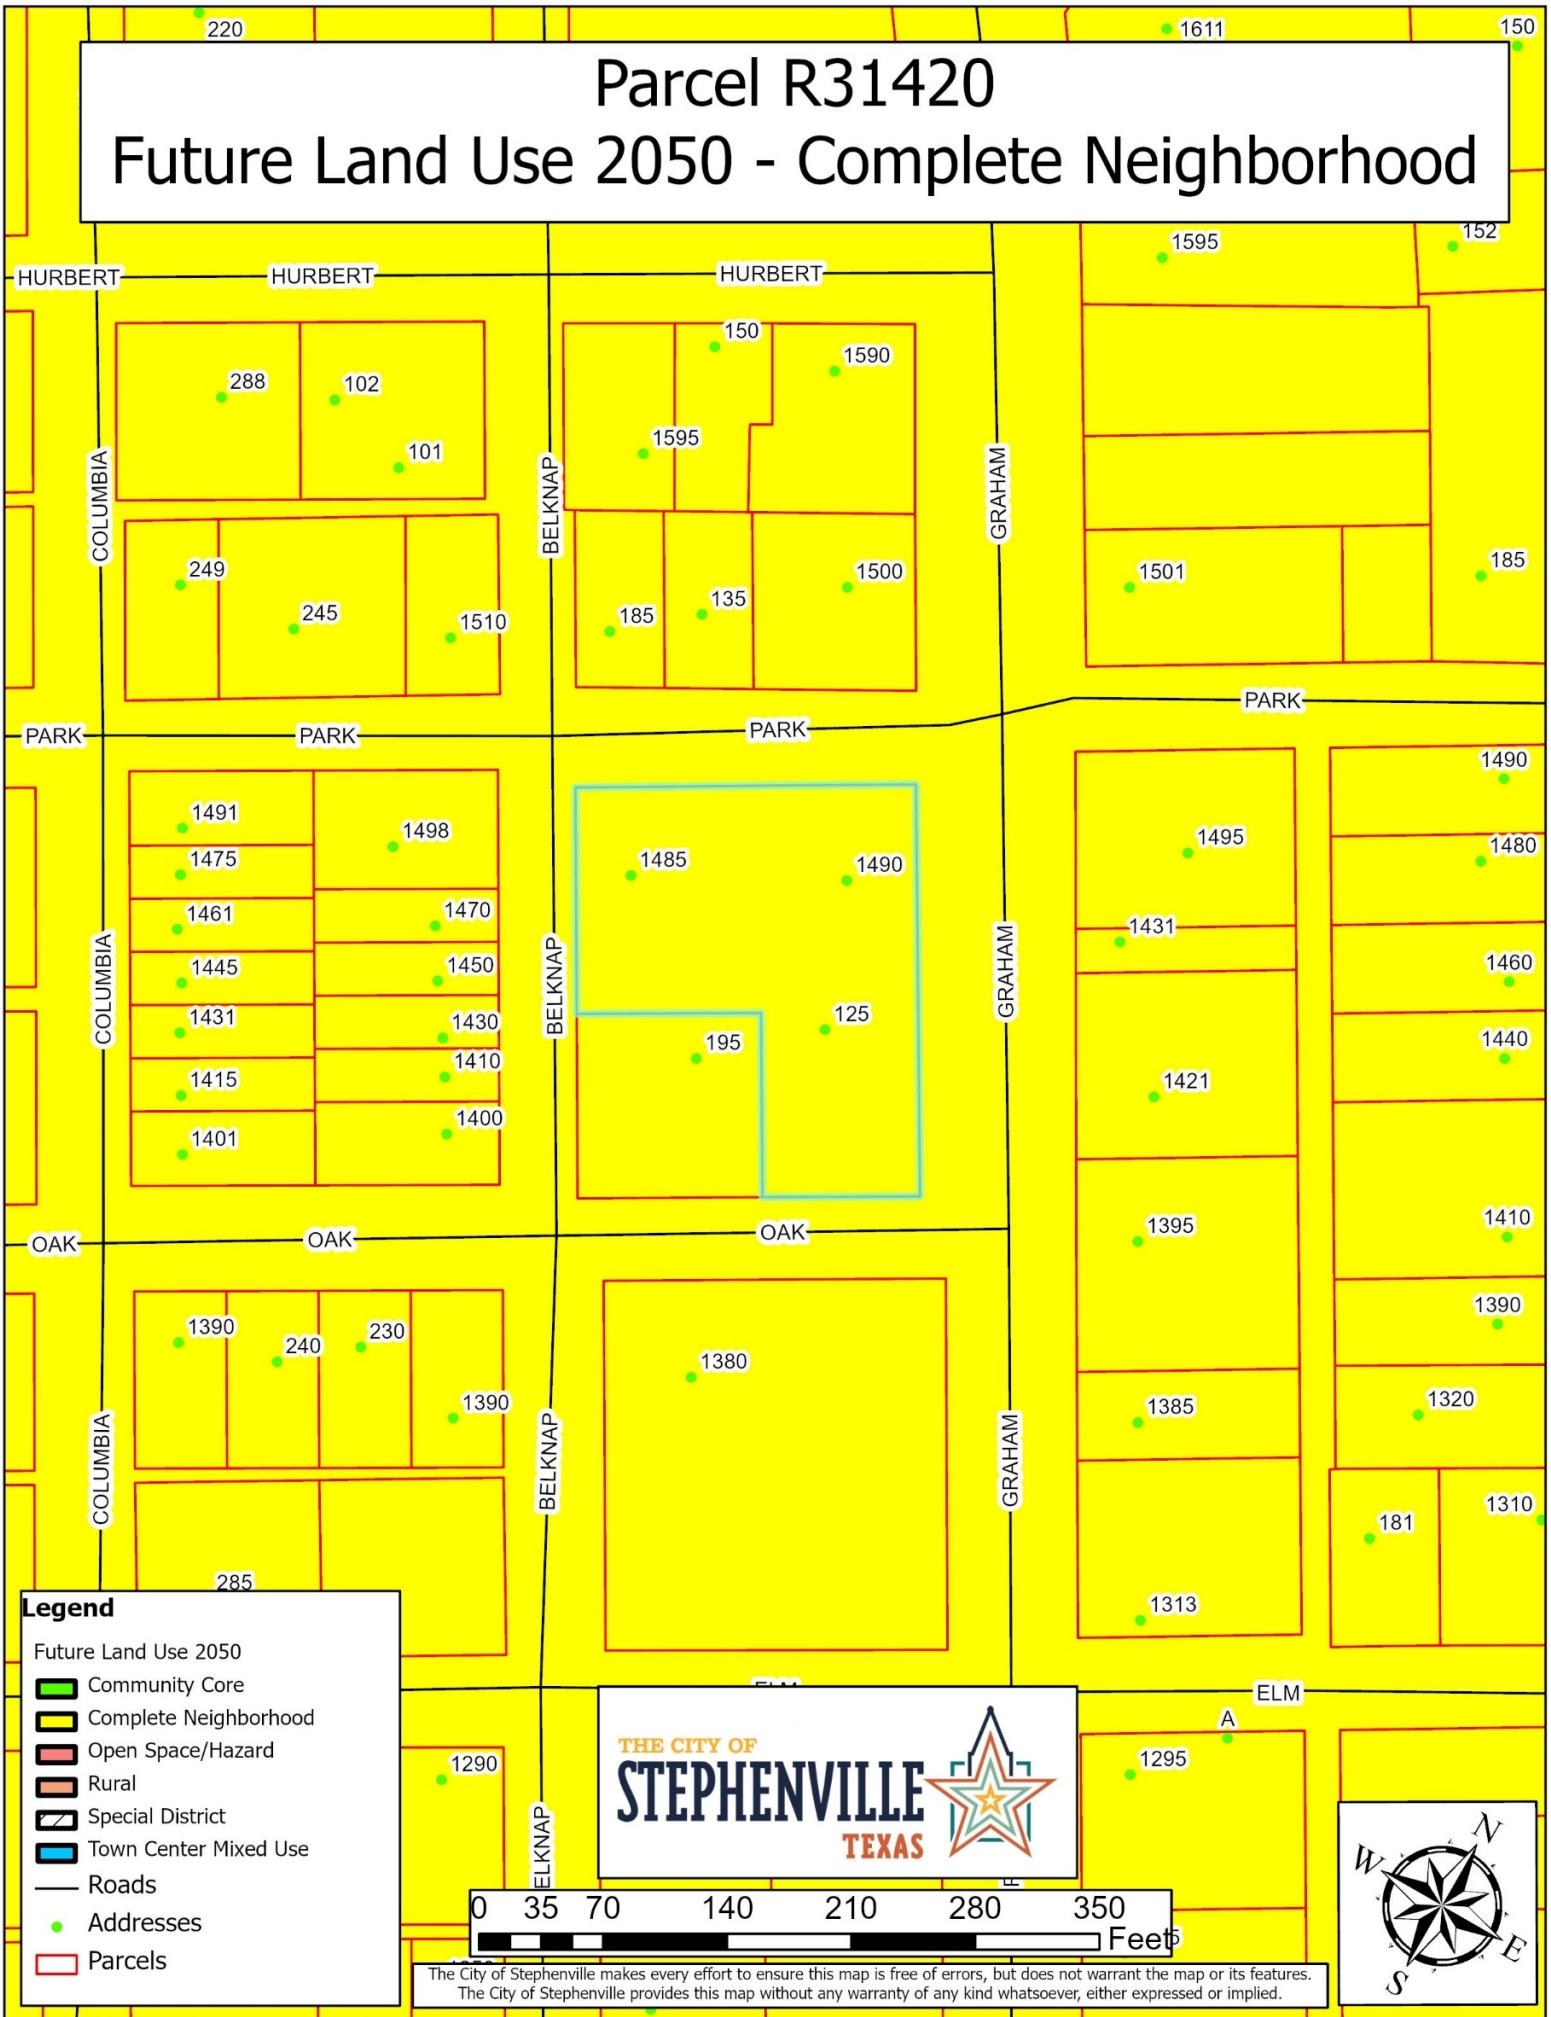 220
1611
150
Parcel R31420
Future Land Use 2050 - Complete Neighborhood
1595
152
HURBERT
HURBERT
HURBERT
150
1590
288
102
1595
101
COLUMBIA
BELKNAP
GRAHAM
249
245
1510
185
135
1500
1501
185
PARK
PARK
PARK
PARK
1491
1498
1475
1461
1470
1445
1450
1431
1430
1415
1410
1401
1400
1485
1490
195
125
1495
1431
1421
1490
1480
1460
1440
COLUMBIA
BELKNAP
GRAHAM
OAK
OAK
OAK
1395
1410
1390
240
230
1390
1380
1385
1390
1320
COLUMBIA
BELKNAP
GRAHAM
181
1310
1313
285
Legend
Future Land Use 2050
Community Core
Complete Neighborhood
Open Space/Hazard
Rural
Special District
Town Center Mixed Use
Roads
Addresses
Parcels
ELM
A
1290
1295
ELKNAP
THE CITY OF
STEPHENVILLE
TEXAS
N
W
E
S
0 35 70 140 210 280 350
Feet
The City of Stephenville makes every effort to ensure this map is free of errors, but does not warrant the map or its features.
The City of Stephenville provides this map without any warranty of any kind whatsoever, either expressed or implied.